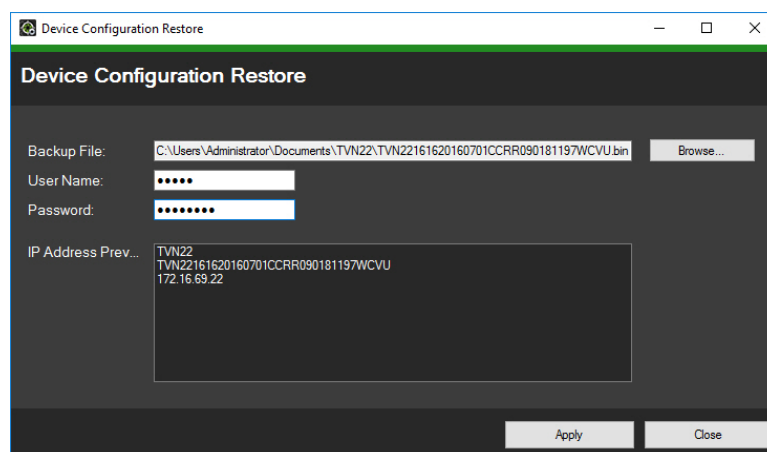 Device Configuration Restore
Device Configuration Restore
Backup File: C:\Users\Administrator\Documents\TVN22\TVN22161620160701CCRR090181197WCVU.bin Browse...
User Name: •••••
Password: ••••••••
IP Address Prev... TVN22
TVN22161620160701CCRR090181197WCVU
172.16.69.22
Apply Close